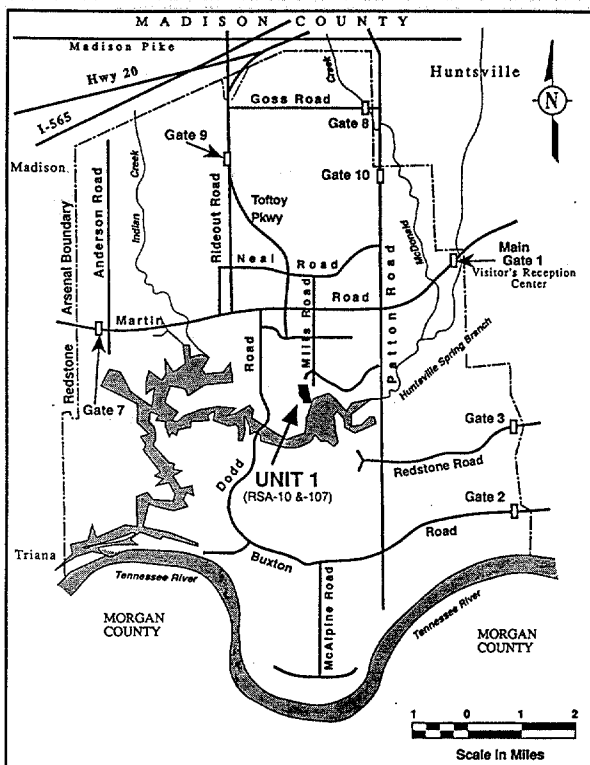 MADISON COUNTY
Madison Pike
Hwy 20
I-565
Creek
Huntsville
N
Goss Road
Gate 8
Gate 9
Gate 10
Madison
Anderson Road
Indian Creek
Rideout Road
Toftoy
Pkwy
McDonald
Redstone Arsenal Boundary
Neal Road
Patton Road
Main
Gate 1
Visitor's Reception
Center
Martin Road
Mills Road
Road
Huntsville Spring Branch
Gate 7
Gate 3
UNIT 1
(RSA-10 &-107)
Redstone Road
Dodd
Gate 2
Road
Triana
Buxton
Tennessee River
McAlpine Road
Tennessee River
MORGAN
COUNTY
MORGAN
COUNTY
1 0 1 2
Scale in Miles